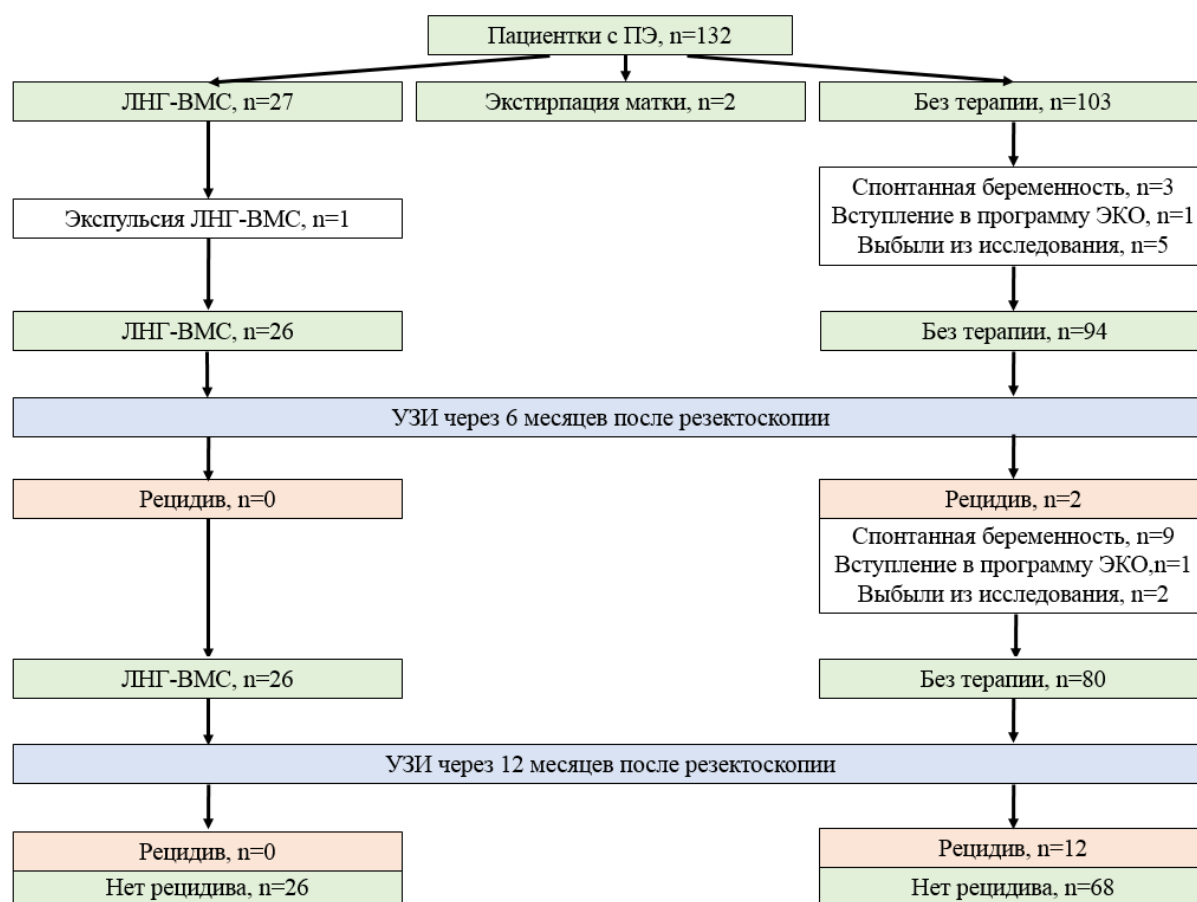 Пациентки с ПЭ, n=132
ЛНГ-ВМС, n=27
Экстирпация матки, n=2
Без терапии, n=103
Экспульсия ЛНГ-ВМС, n=1
Спонтанная беременность, n=3
Вступление в программу ЭКО, n=1
Выбыли из исследования, n=5
ЛНГ-ВМС, n=26
Без терапии, n=94
УЗИ через 6 месяцев после резектоскопии
Рецидив, n=0
Рецидив, n=2
Спонтанная беременность, n=9
Вступление в программу ЭКО,n=1
Выбыли из исследования, n=2
ЛНГ-ВМС, n=26
Без терапии, n=80
УЗИ через 12 месяцев после резектоскопии
Рецидив, n=0
Нет рецидива, n=26
Рецидив, n=12
Нет рецидива, n=68